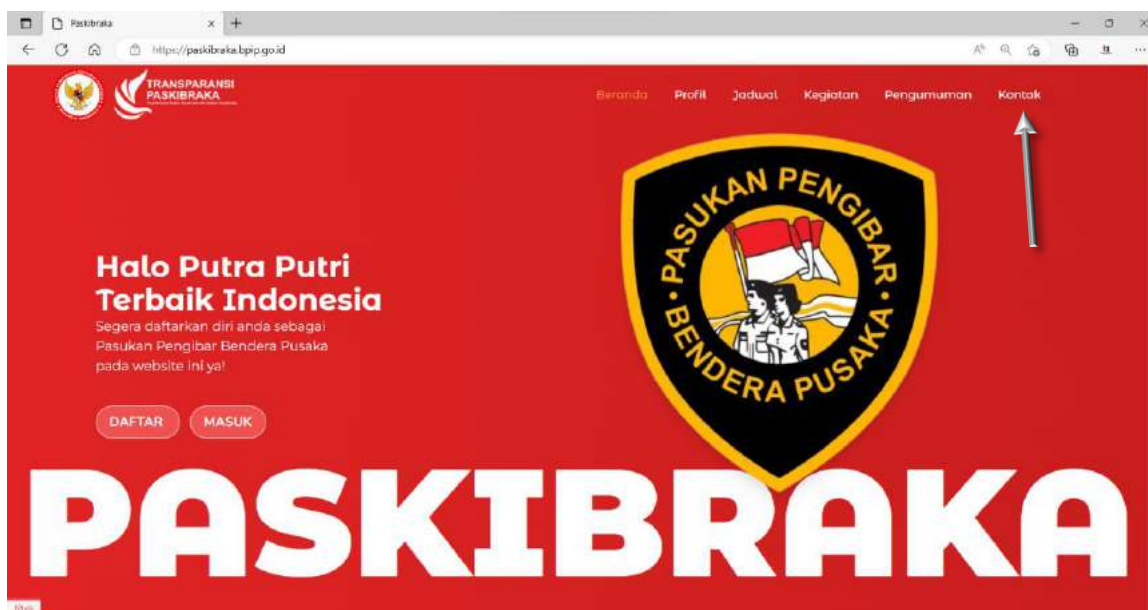 Paskibraka
https://paskibraka.bpip.go.id
TRANSPARANSI
PASKIBRAKA
Beranda Profil Jadwal Kegiatan Pengumuman Kontak
PASUKAN PENGIBAR
BENDERA PUSAKA
Halo Putra Putri
Terbaik Indonesia
Segera daftarkan diri anda sebagai
Pasukan Pengibar Bendera Pusaka
pada website ini ya!
DAFTAR MASUK
PASKIBRAKA